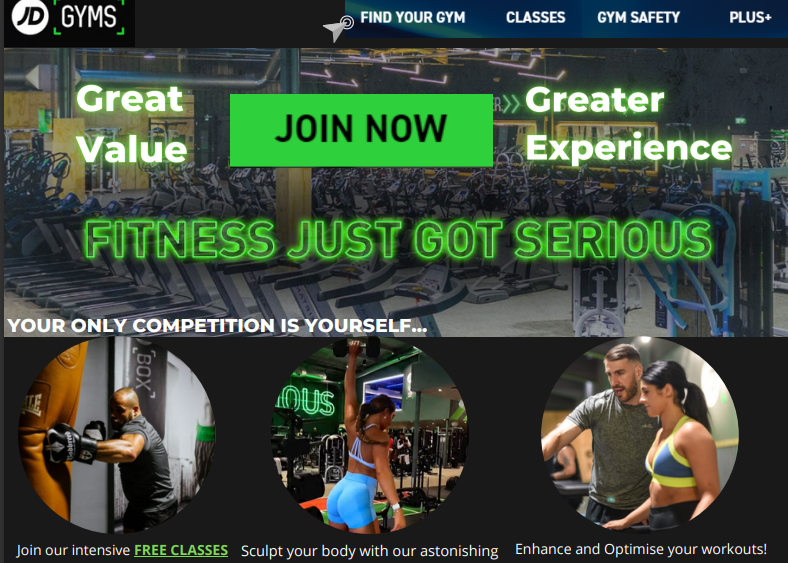 JD GYMS
FIND YOUR GYM
CLASSES
GYM SAFETY
PLUS+
Great
Value
JOIN NOW
R
Greater
Experience
FITNESS JUST GOT SERIOUS
YOUR ONLY COMPETITION IS YOURSELF...
BOX
IOUS
Join our intensive FREE CLASSES
Sculpt your body with our astonishing
Enhance and Optimise your workouts!